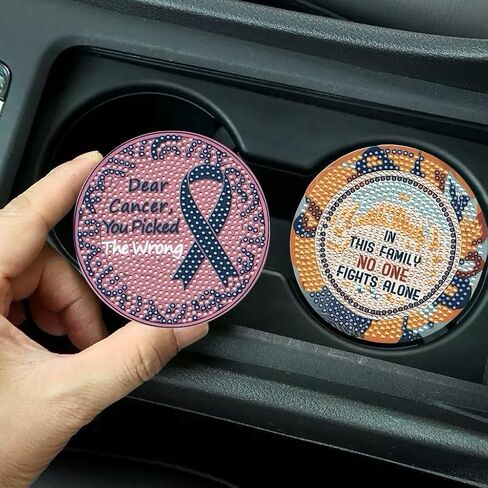 Dear
Cancer,
You Picked
The Wrong
IN
THIS FAMILY
NO ONE
FIGHTS ALONE